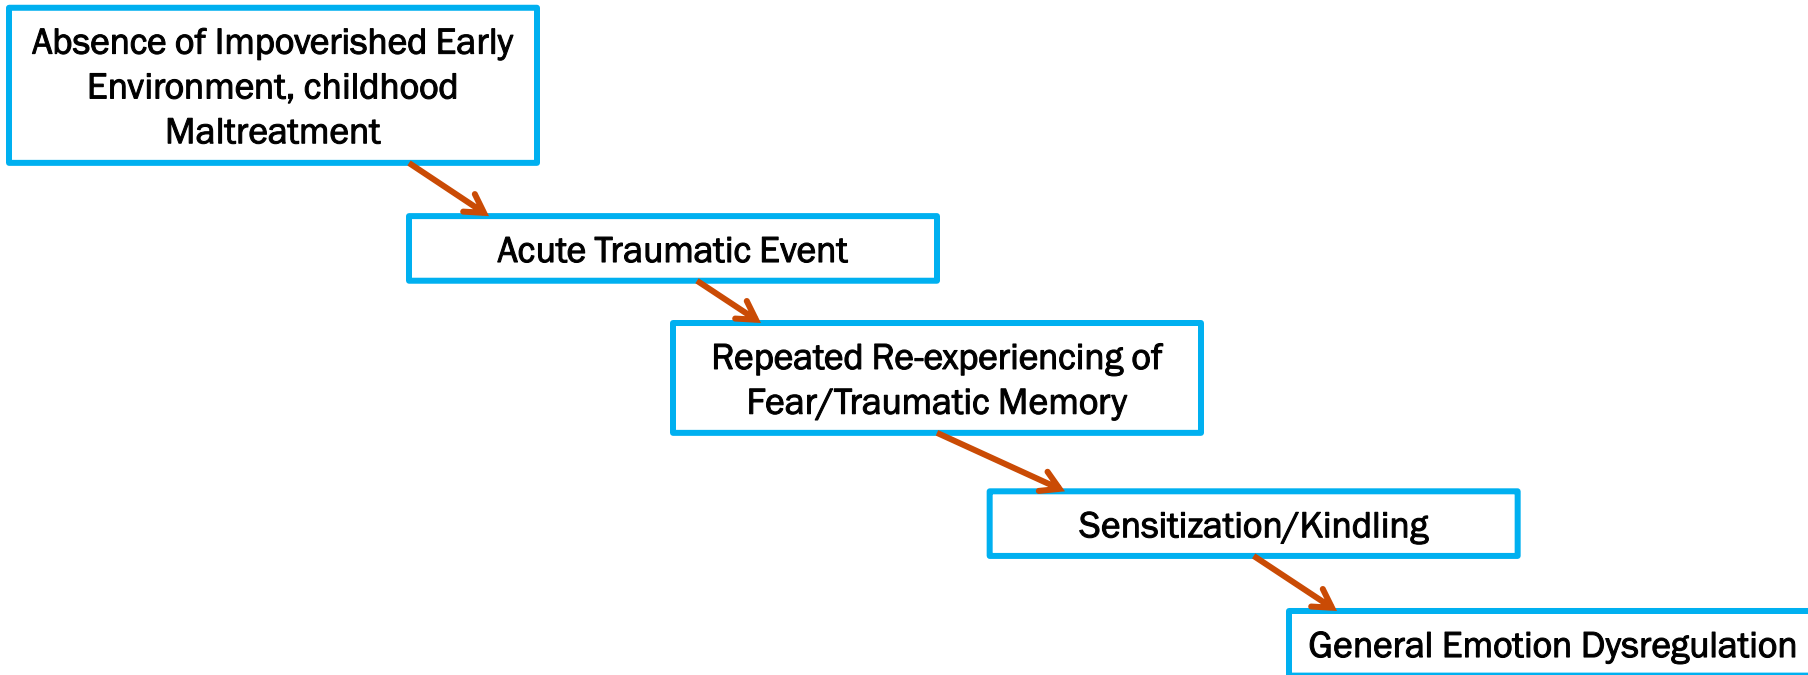 Absence of Impoverished Early
Environment, childhood
Maltreatment
Acute Traumatic Event
Repeated Re-experiencing of
Fear/Traumatic Memory
Sensitization/Kindling
General Emotion Dysregulation